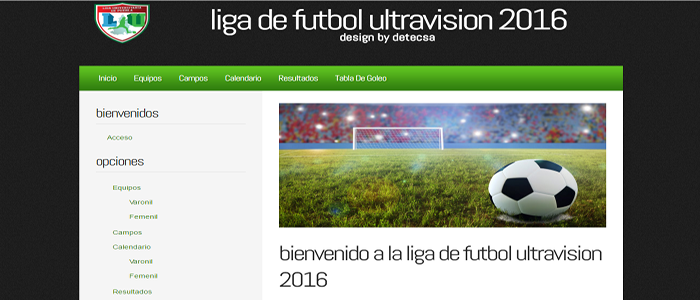 liga de futbol ultravision 2016
design by detecsa
Inicio Equipos Campos Calendario Resultados Tabla De Goleo
bienvenidos
Acceso
opciones
Equipos
Varonil
Femenil
Campos
Calendario
Varonil
Femenil
Resultados
bienvenido a la liga de futbol ultravision
2016